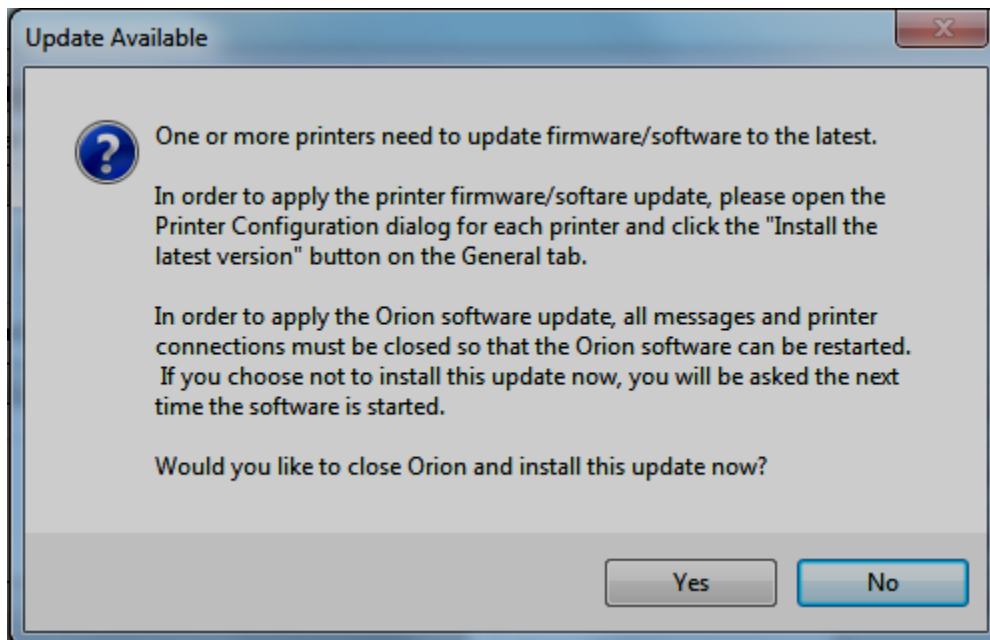 Update Available
One or more printers need to update firmware/software to the latest.
In order to apply the printer firmware/softare update, please open the
Printer Configuration dialog for each printer and click the "Install the
latest version" button on the General tab.
In order to apply the Orion software update, all messages and printer
connections must be closed so that the Orion software can be restarted.
If you choose not to install this update now, you will be asked the next
time the software is started.
Would you like to close Orion and install this update now?
Yes No